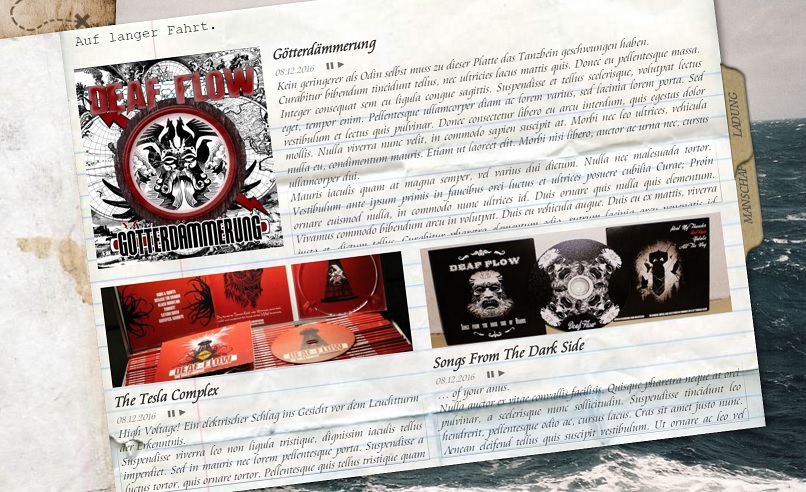 Auf langer Fahrt.
DEAF FLOW
GÖTTERDÄMMERUNG
Götterdämmerung
08.12.2016
Kein geringerer als Odin selbst muss zu dieser Platte das Tanzbein geschwungen haben.
Curabitur bibendum tincidunt tellus, nec ultricies lacus mattis quis. Donec eu pellentesque massa.
Integer consequat sem eu ligula congue sagittis. Suspendisse et tellus scelerisque, volutpat lectus
eget, tempor enim. Pellentesque ullamcorper diam ac lorem varius, sed lacinia lorem porta. Sed
vestibulum et lectus quis pulvinar. Donec consectetur libero eu arcu interdum, quis egestas dolor
mollis. Nulla viverra nunc velit, in commodo sapien suscipit at. Morbi nec leo ultrices, vehicula
nulla eu, condimentum mauris. Etiam ut laoreet elit. Morbi nisi libero, auctor ac urna nec, cursus
ullamcorper dui.
Mauris iaculis quam at magna semper, vel varius dui dictum. Nulla nec malesuada tortor.
Vestibulum ante ipsum primis in faucibus orci luctus et ultrices posuere cubilia Curae; Proin
ornare euismod nulla, in commodo nunc ultrices id. Duis ornare quis nulla quis elementum.
Vivamus commodo bibendum arcu in volutpat. Duis eu vehicula augue. Duis eu ex mattis, viverra
MANSCHAFT
LADUNG
DEAF FLOW
DEAF FLOW
DEAF FLOW
SONGS FROM THE DARK SIDE OF URANUS
Deaf Flow
The Tesla Complex
08.12.2016
High Voltage! Ein elektrischer Schlag ins Gesicht vor dem Leuchtturm
der Erkenntnis.
Suspendisse viverra leo non ligula tristique, dignissim iaculis tellus
imperdiet. Sed in mauris nec lorem pellentesque porta. Suspendisse a
luctus tortor, quis ornare tortor. Pellentesque quis tellus tristique quam
Songs From The Dark Side
08.12.2016
... of your anus.
Nulla auctor ex vitae convallis facilisis. Quisque pharetra neque at orci
pulvinar, a scelerisque nunc sollicitudin. Suspendisse tincidunt leo
hendrerit, pellentesque odio ac, cursus lacus. Cras sit amet justo nunc.
Aenean eleifend tellus quis suscipit vestibulum. Ut ornare ac leo vel